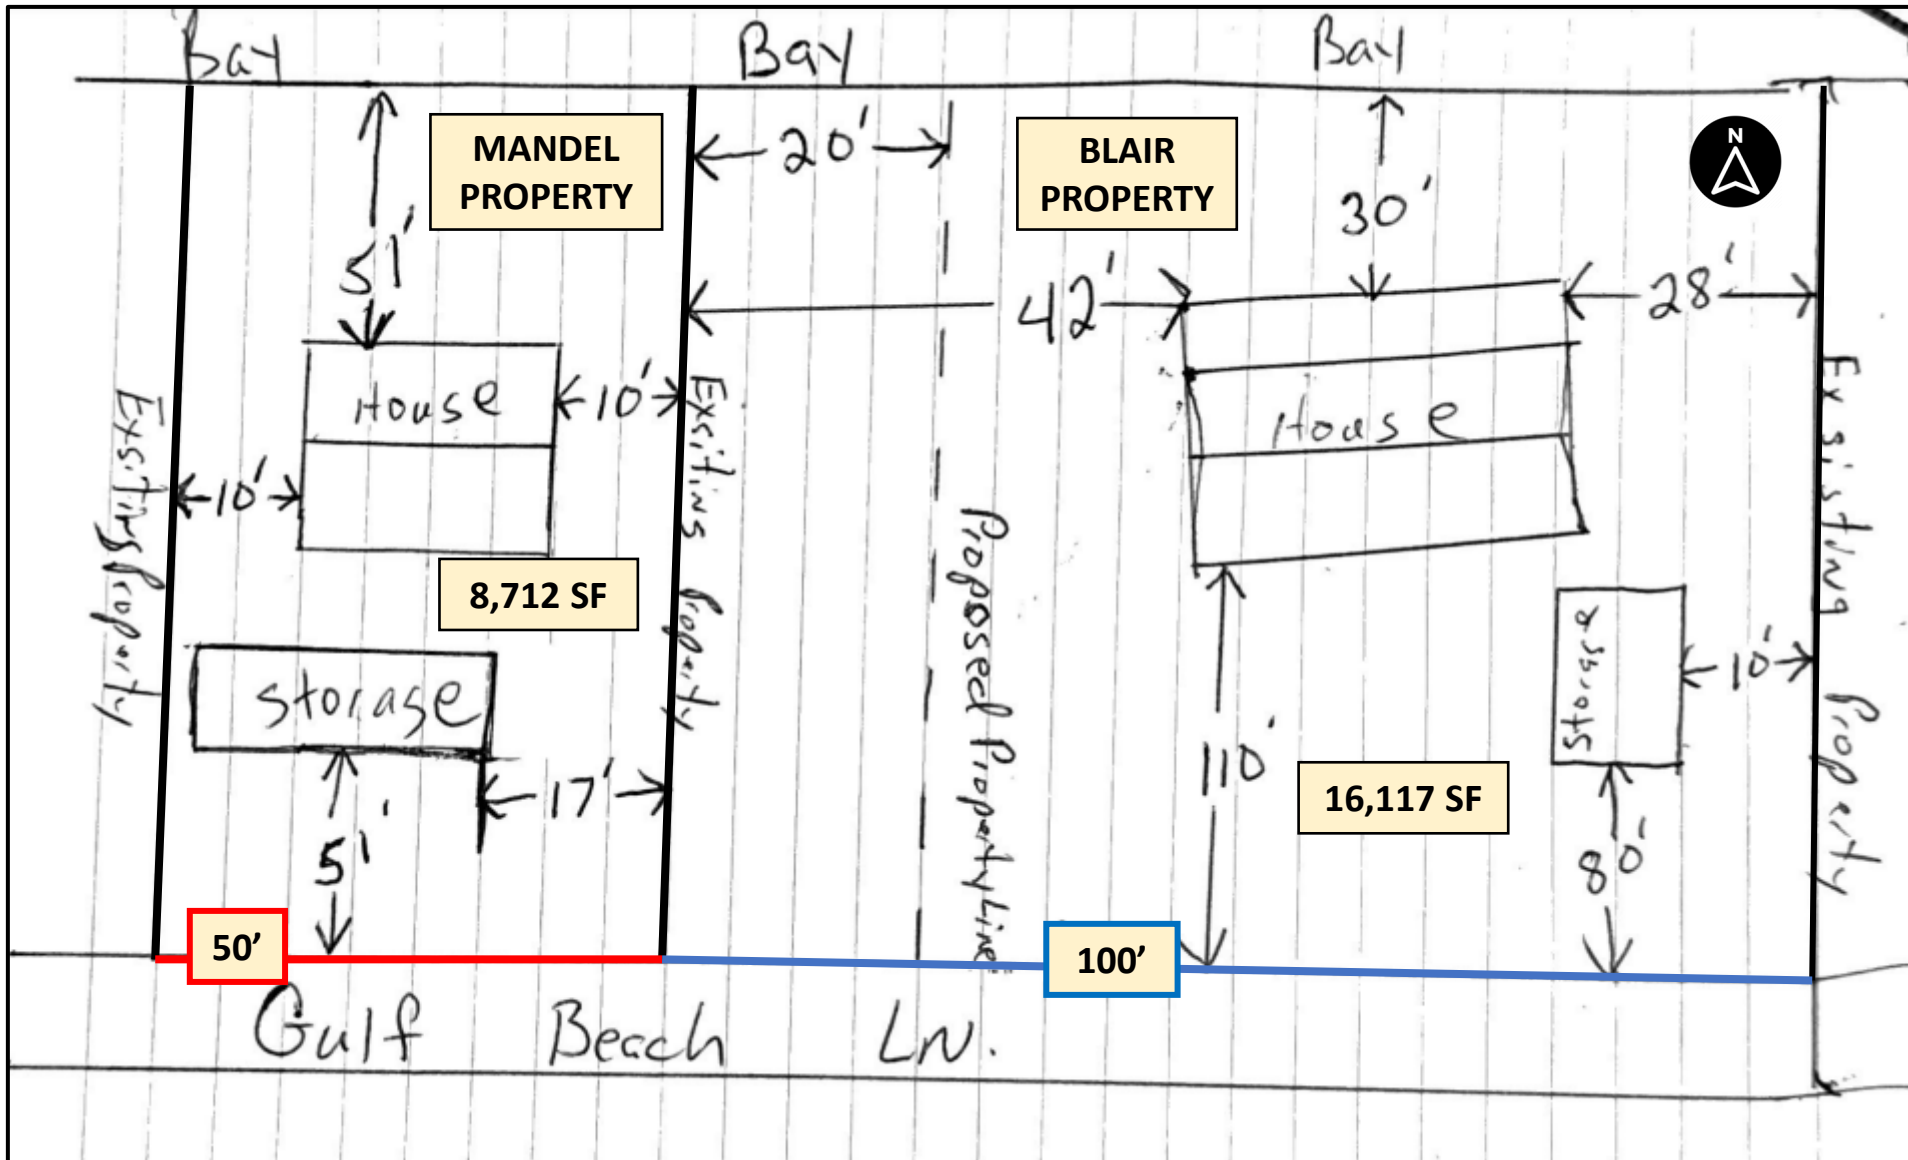 Bay
Bay
Bay
MANDEL
PROPERTY
20'
BLAIR
PROPERTY
N
51'
30'
42'
28'
House
10'
House
10'
Exsiting Property
Exsiting Property
Proposed Property Line
Existing Property
8,712 SF
Storage
Storage
10'
17'
51'
110'
16,117 SF
80'
50'
100'
Gulf Beach LN.